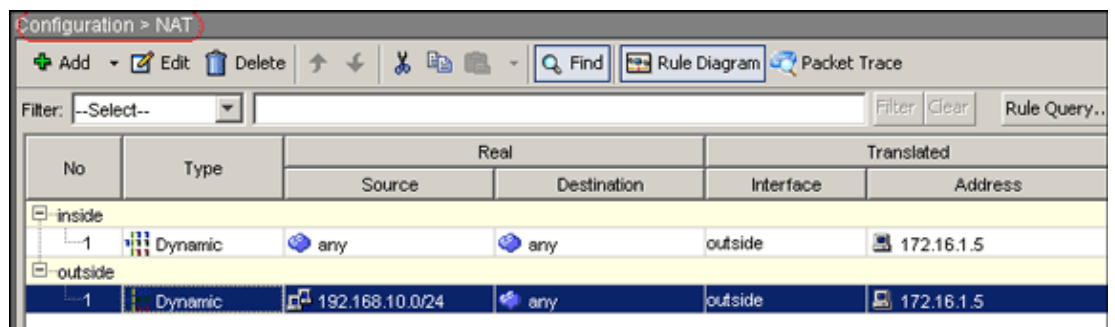 Configuration > NAT
Add Edit Delete Find Rule Diagram Packet Trace
Filter: --Select-- Filter Clear Rule Query..
No Type Real Translated
Source Destination Interface Address
inside
1 Dynamic any any outside 172.16.1.5
outside
1 Dynamic 192.168.10.0/24 any outside 172.16.1.5